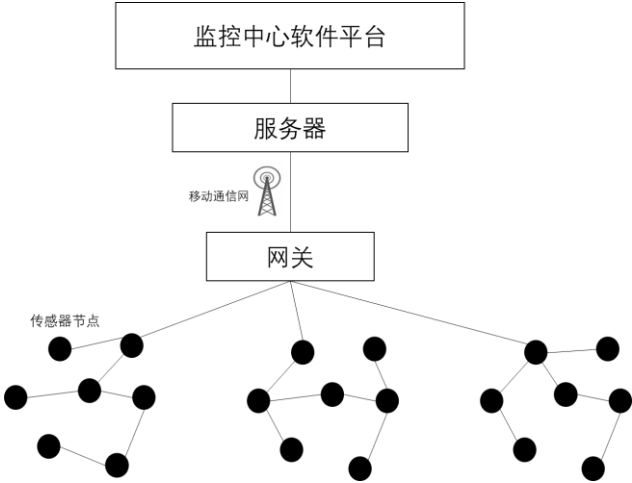 监控中心软件平台
服务器
移动通信网
网关
传感器节点